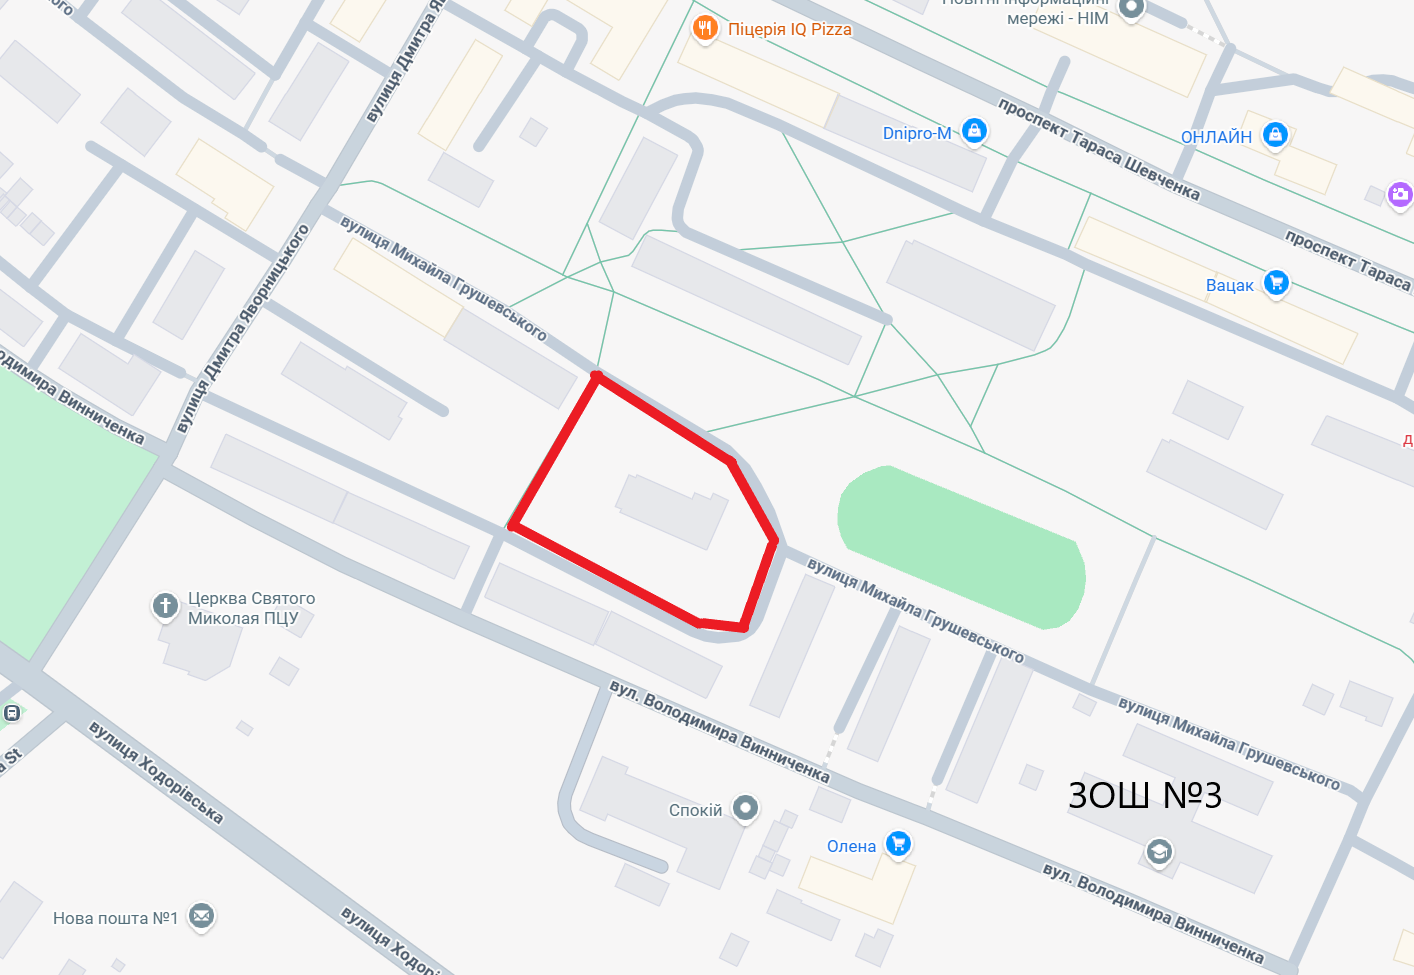 мережі - НІМ
Піцерія IQ Pizza
вулиця Дмитра
проспект Тараса Шевченка
Dnipro-M
ОНЛАЙН
проспект Тараса
Вацак
вулиця Михайла Грушевського
вулиця Дмитра Яворницького
Винниченка
вулиця Михайла Грушевського
Церква Святого
Миколая ПЦУ
вул. Володимира Винниченка
вулиця Михайла Грушевського
St
вулиця Ходорівська
ЗОШ №3
Спокій
Олена
вул. Володимира Винниченка
Нова пошта №1
вулиця